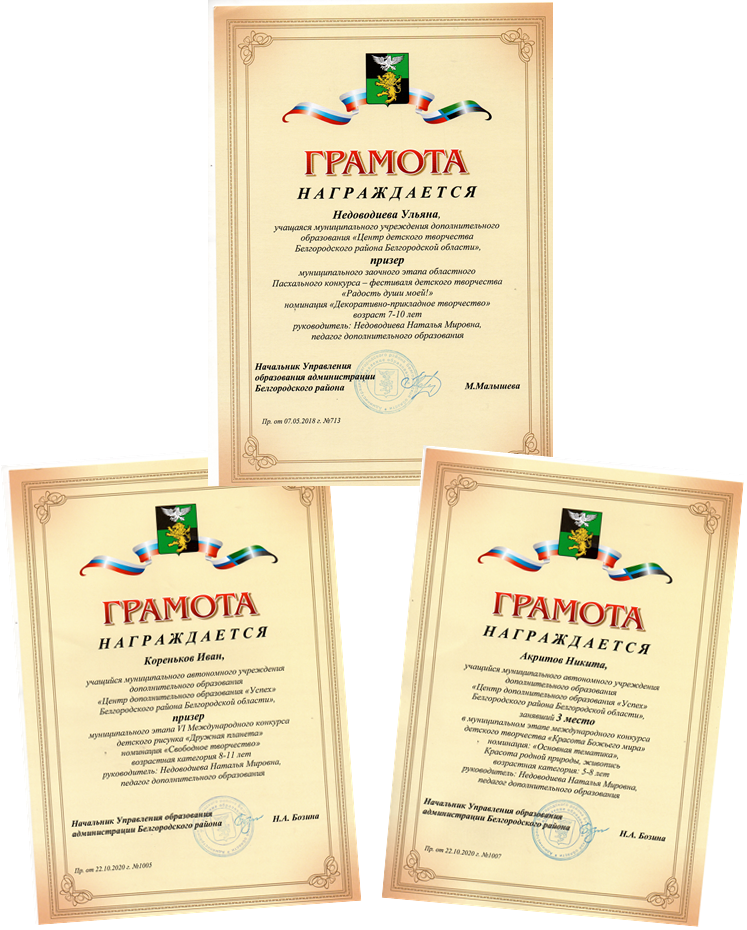 ГРАМОТА
НАГРАЖДАЕТСЯ
Недоводиева Ульяна,
учащаяся муниципального учреждения дополнительного
образования «Центр детского творчества
Белгородского района Белгородской области»,
призер
муниципального заочного этапа областного
Пасхального конкурса – фестиваля детского творчества
«Радость души моей!»
номинация «Декоративно-прикладное творчество»
возраст 7-10 лет
руководитель: Недоводиева Наталья Мировна,
педагог дополнительного образования
Начальник Управления
образования администрации
Белгородского района
М.Малышева
Пр. от 07.05.2018 г. №713
ГРАМОТА
НАГРАЖДАЕТСЯ
Кореньков Иван,
учащийся муниципального автономного учреждения
дополнительного образования
«Центр дополнительного образования «Успех»
Белгородского района Белгородской области»,
призер
муниципального этапа VI Международного конкурса
детского рисунка «Дружная планета»
номинация «Свободное творчество»
возрастная категория 8-11 лет
руководитель: Недоводиева Наталья Мировна,
педагог дополнительного образования
Начальник Управления образования
администрации Белгородского района
Н.А. Бозина
Пр. от 22.10.2020 г. №1005
ГРАМОТА
НАГРАЖДАЕТСЯ
Акритов Никита,
учащийся муниципального автономного учреждения
дополнительного образования
«Центр дополнительного образования «Успех»
Белгородского района Белгородской области»,
занявший 3 место
в муниципальном этапе международного конкурса
детского творчества «Красота Божьего мира»
номинация: «Основная тематика»,
Красота родной природы, живопись
возрастная категория: 5-8 лет
руководитель: Недоводиева Наталья Мировна,
педагог дополнительного образования
Начальник Управления образования
администрации Белгородского района
Н.А. Бозина
Пр. от 22.10.2020 г. №1007